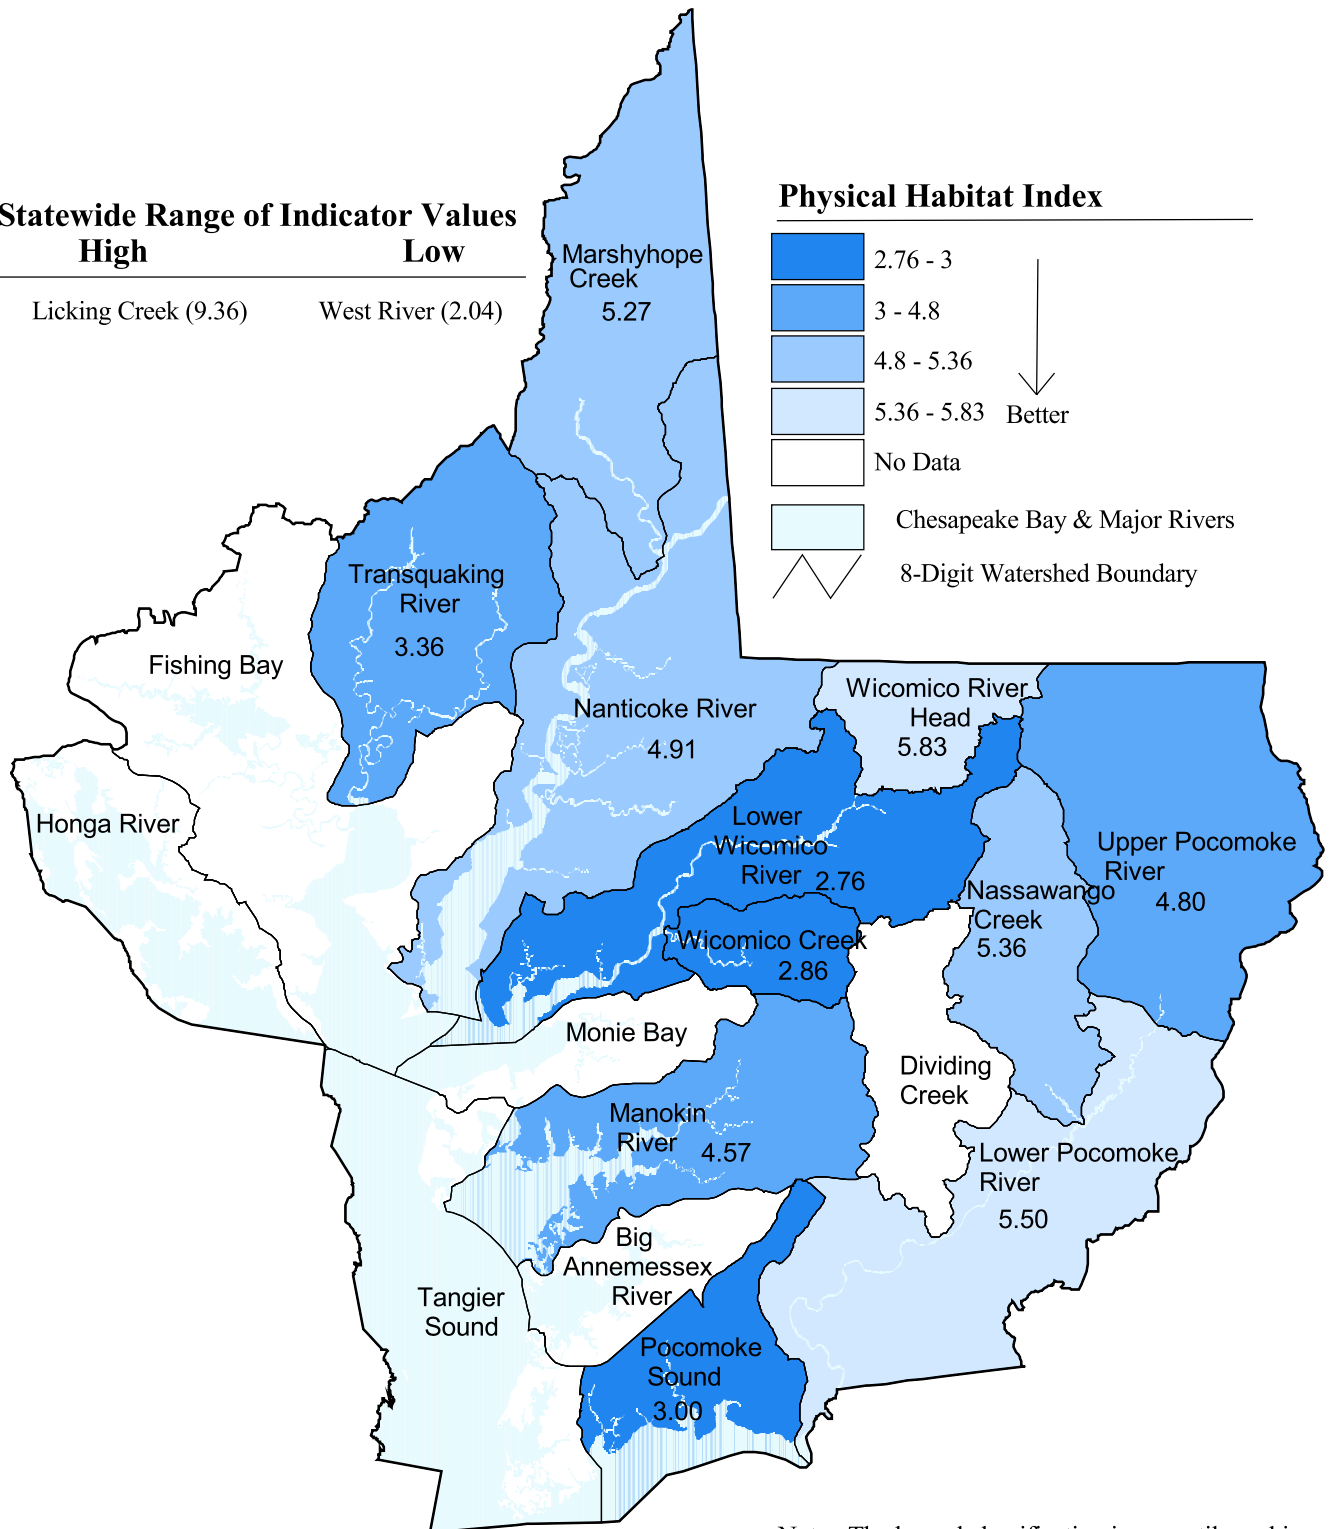 Statewide Range of Indicator Values
High Low
Licking Creek (9.36) West River (2.04)
Physical Habitat Index
2.76 - 3
3 - 4.8
4.8 - 5.36
5.36 - 5.83
Better
No Data
Chesapeake Bay & Major Rivers
8-Digit Watershed Boundary
Marshyhope
Creek
5.27
Transquaking
River
3.36
Fishing Bay
Honga River
Nanticoke River
4.91
Wicomico River
Head
5.83
Lower
Wicomico
River 2.76
Wicomico Creek
2.86
Nassawango
Creek
5.36
Upper Pocomoke
River
4.80
Monie Bay
Dividing
Creek
Manokin
River
4.57
Lower Pocomoke
River
5.50
Big
Annemessex
River
Tangier
Sound
Pocomoke
Sound
3.00